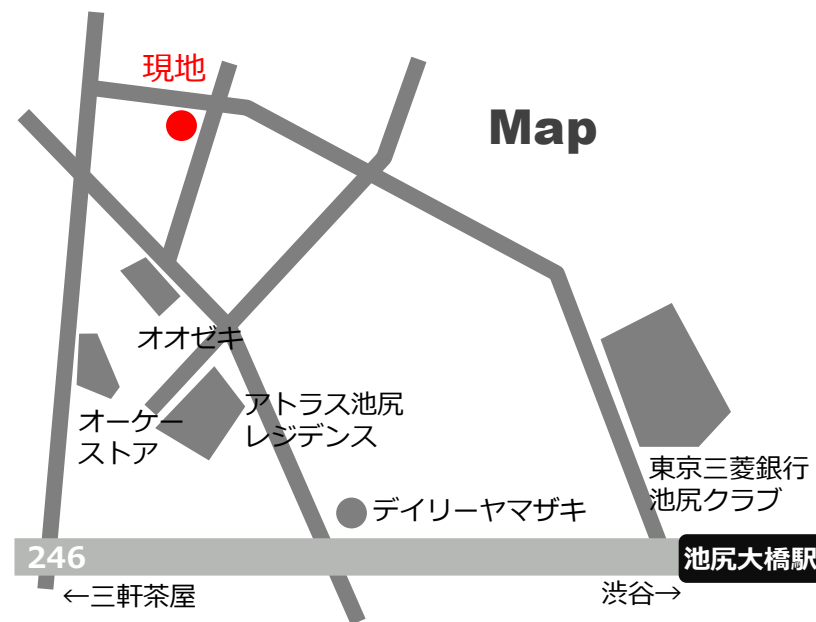 現地
Map
オオゼキ
オーケー
ストア
アトラス池尻
レジデンス
東京三菱銀行
池尻クラブ
デイリーヤマザキ
246
池尻大橋駅
←三軒茶屋
渋谷→